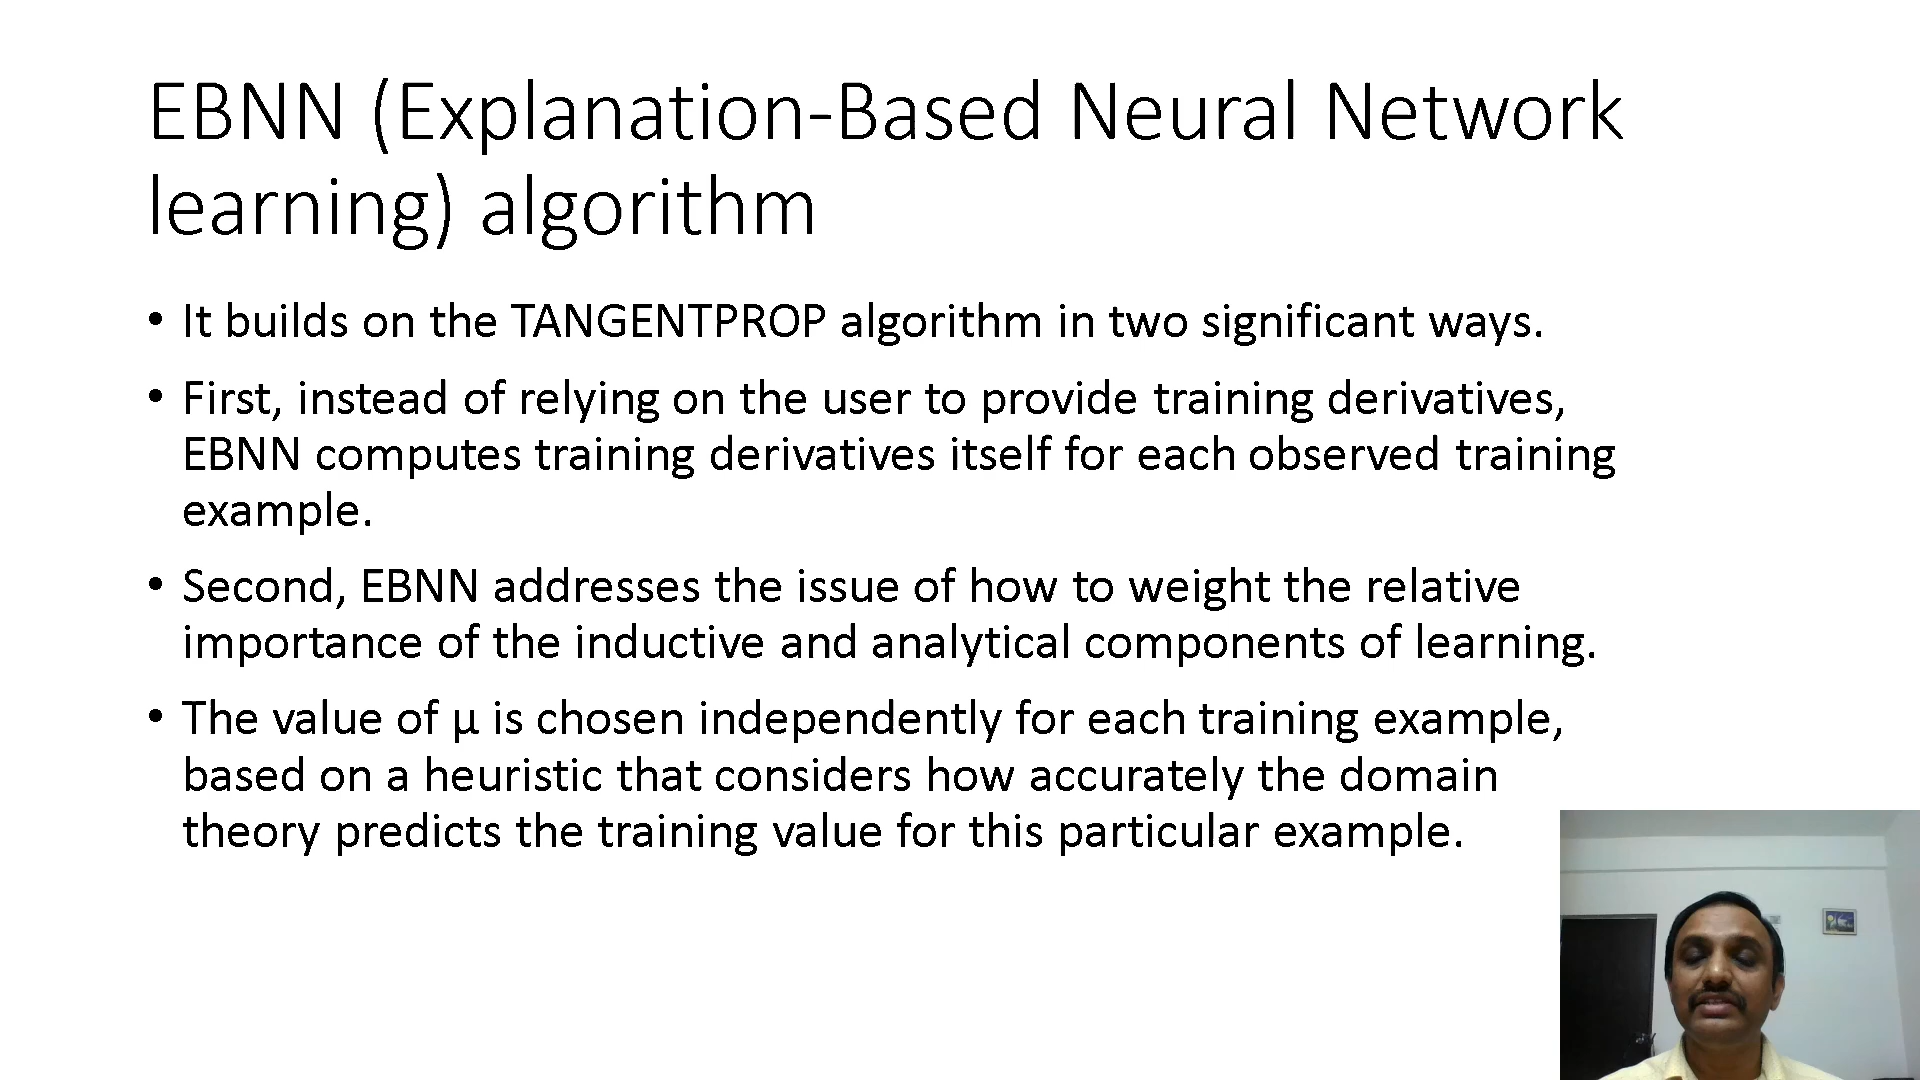 EBNN (Explanation-Based Neural Network
learning) algorithm
• It builds on the TANGENTPROP algorithm in two significant ways.
• First, instead of relying on the user to provide training derivatives,
EBNN computes training derivatives itself for each observed training
example.
• Second, EBNN addresses the issue of how to weight the relative
importance of the inductive and analytical components of learning.
• The value of μ is chosen independently for each training example,
based on a heuristic that considers how accurately the domain
theory predicts the training value for this particular example.